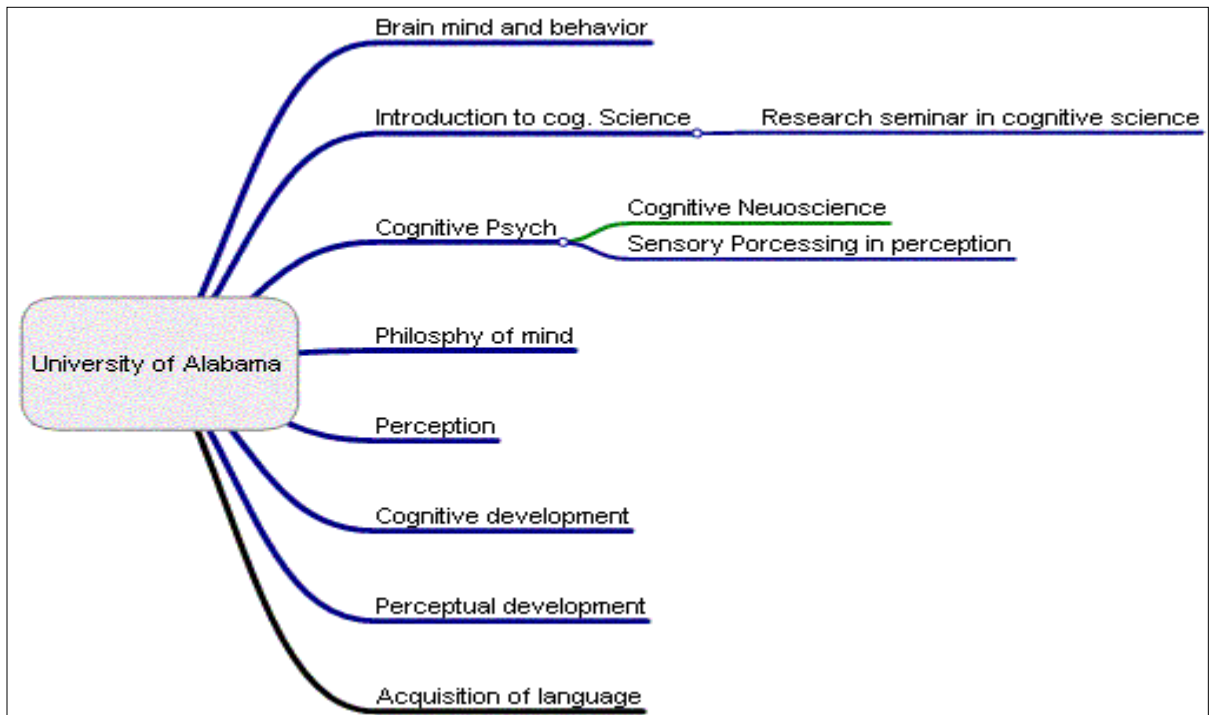 Brain mind and behavior
Introduction to cog. Science
Research seminar in cognitive science
Cognitive Psych
Cognitive Neuoscience
Sensory Porcessing in perception
Philosphy of mind
University of Alabama
Perception
Cognitive development
Perceptual development
Acquisition of language